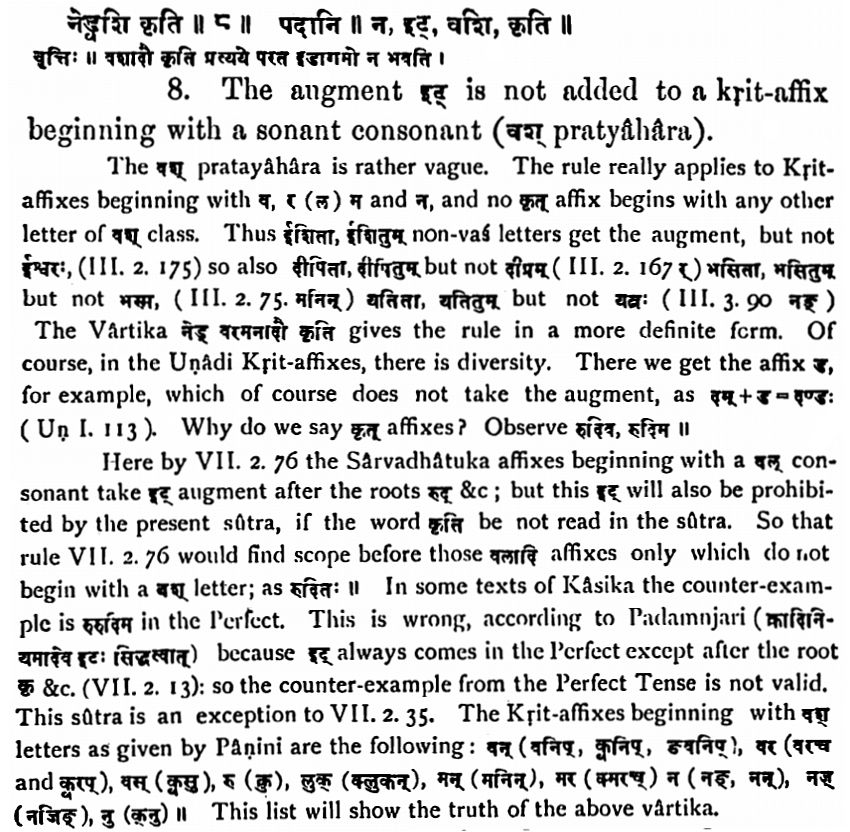 नेड्वशि कृति ॥ ८ ॥ पदानि ॥ न, इट्, वशि, कृति ॥
वृत्तिः ॥ वशादौ कृति प्रत्यये परत इडागमो न भवति ।
8. The augment इट् is not added to a kṛit-affix
beginning with a sonant consonant (वश् pratyâhâra).
The वश् pratayâhâra is rather vague. The rule really applies to Kṛit-
affixes beginning with व, र (ल) म and न, and no कृत् affix begins with any other
letter of वश् class. Thus ईशिता, ईशितुम् non-vaś letters get the augment, but not
ईश्वरः, (III. 2. 175) so also दीपिता, दीपितुम् but not दीप्रम् ( III. 2. 167 र्) भसिता, भसितुम्
but not भस्म, ( III. 2. 75. मनिन्) यतिता, यतितुम् but not यत्नः ( III. 3. 90 नङ् )
The Vârtika नेड् वरमनादौ कृति gives the rule in a more definite form. Of
course, in the Uṇâdi Kṛit-affixes, there is diversity. There we get the affix ड,
for example, which of course does not take the augment, as दम् + ड = दण्डः
( Uṇ I. 113 ). Why do we say कृत् affixes? Observe रुदिव, रुदिम ॥
Here by VII. 2. 76 the Sârvadhâtuka affixes beginning with a वल् con-
sonant take इट् augment after the roots रुद् &c ; but this इट् will also be prohibi-
ted by the present sûtra, if the word कृति be not read in the sûtra. So that
rule VII. 2. 76 would find scope before those वलादि affixes only which do not
begin with a वश् letter; as रुदितः ॥ In some texts of Kâsika the counter-exam-
ple is रुरुदिम in the Perfect. This is wrong, according to Padamnjari ( क्रादिनि-
यमादेव इटः सिद्धत्वात्) because इट् always comes in the Perfect except after the root
कृ &c. (VII. 2. 13): so the counter-example from the Perfect Tense is not valid.
This sûtra is an exception to VII. 2. 35. The Kṛit-affixes beginning with वश्
letters as given by Pâṇini are the following : वन् (वनिप्, क्वनिप्, ङवनिप्), वर (वरच
and क्वरप्), वस् (क्वसु), रु (क्रु), लुक् (क्लुकन्), मन् (मनिन्), मर (क्मरच्) न (नङ्, नन्), नज्
(नजिङ्), नु (क्नु) ॥ This list will show the truth of the above vârtika.